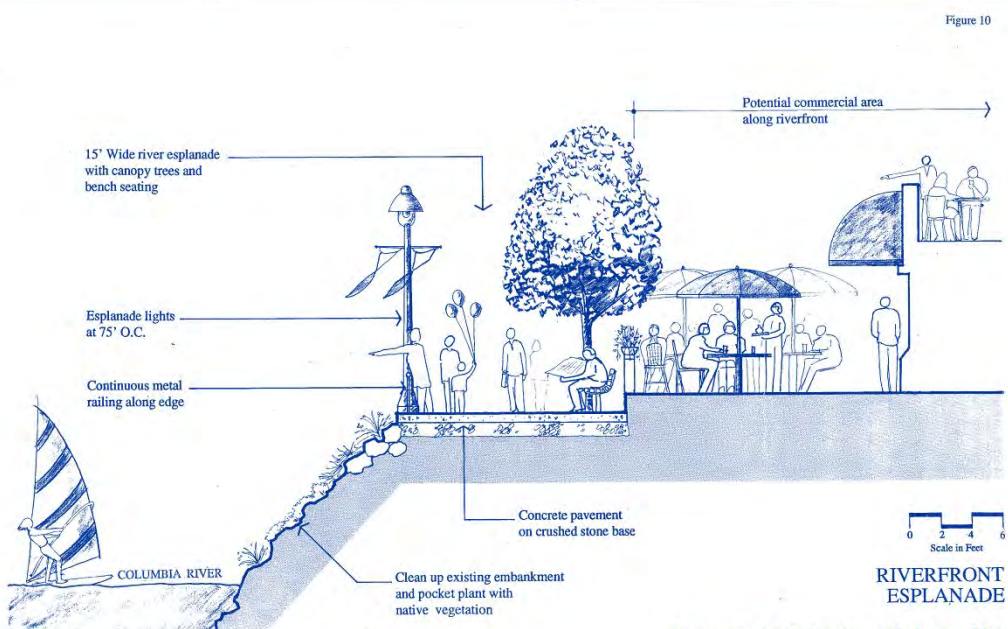 Figure 10
Potential commercial area
along riverfront
15' Wide river esplanade
with canopy trees and
bench seating
Esplanade lights
at 75' O.C.
Continuous metal
railing along edge
Concrete pavement
on crushed stone base
COLUMBIA RIVER
Clean up existing embankment
and pocket plant with
native vegetation
0 2 4 6
Scale in Feet
RIVERFRONT
ESPLANADE